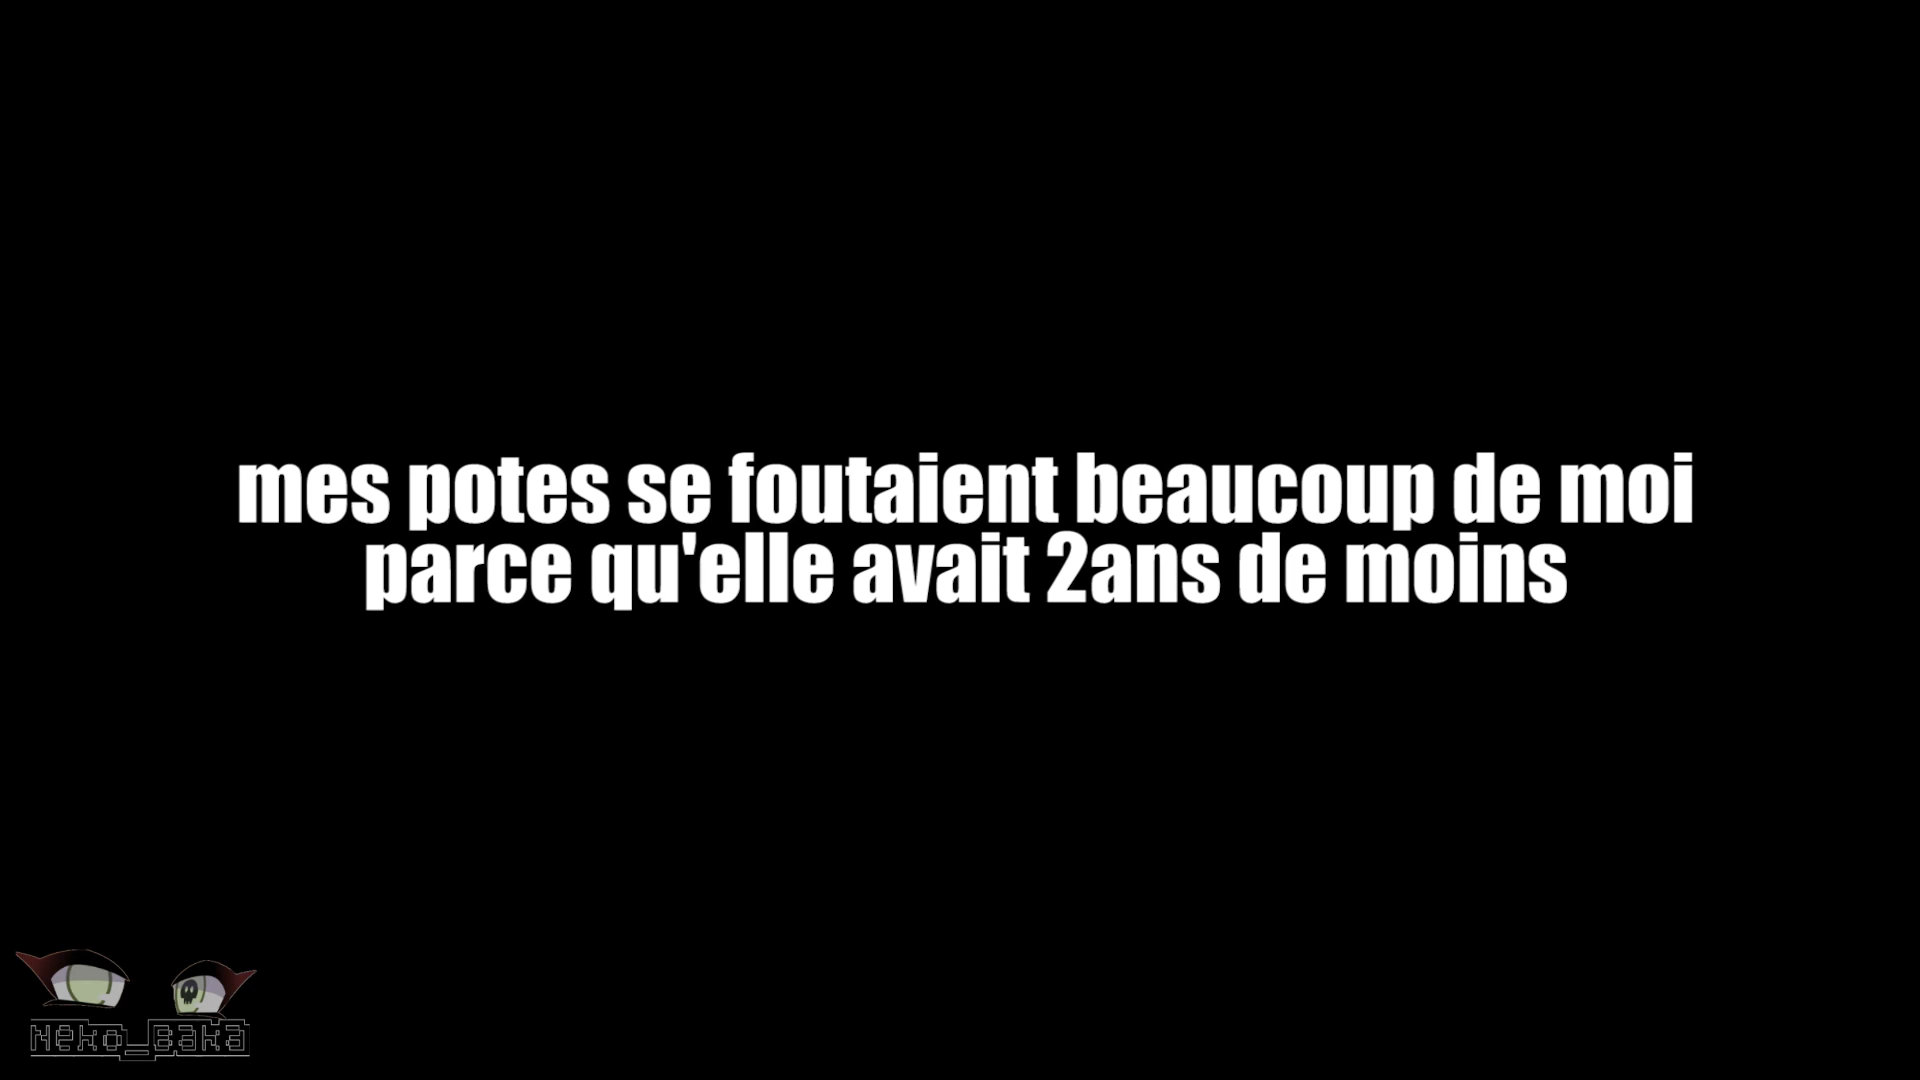 mes potes se foutaient beaucoup de moi
parce qu'elle avait 2ans de moins
Neko_Baka